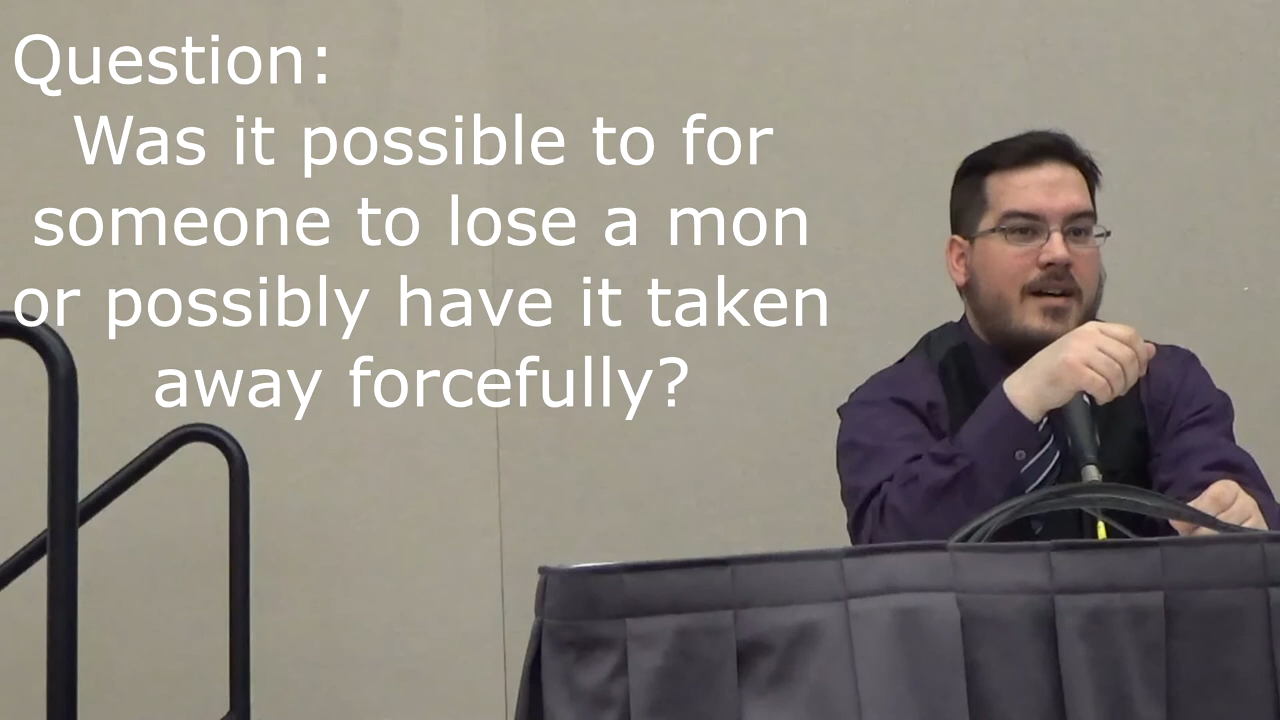 Question:
Was it possible to for
someone to lose a mon
or possibly have it taken
away forcefully?